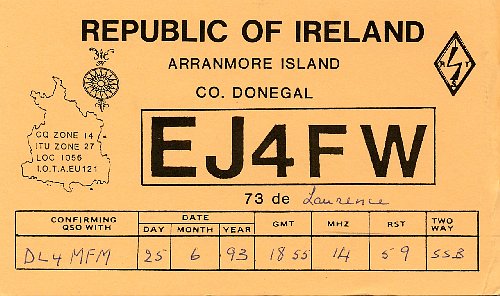 REPUBLIC OF IRELAND
ARRANMORE ISLAND
CO. DONEGAL
CQ ZONE 14
ITU ZONE 27
LOC 1056
I.O.T.A. EU121
EJ4FW
73 de Laurence
CONFIRMING QSO WITH DATE DAY MONTH YEAR GMT MHZ RST TWO WAY
DL4MFM 25 6 93 18 55 14 59 SSB